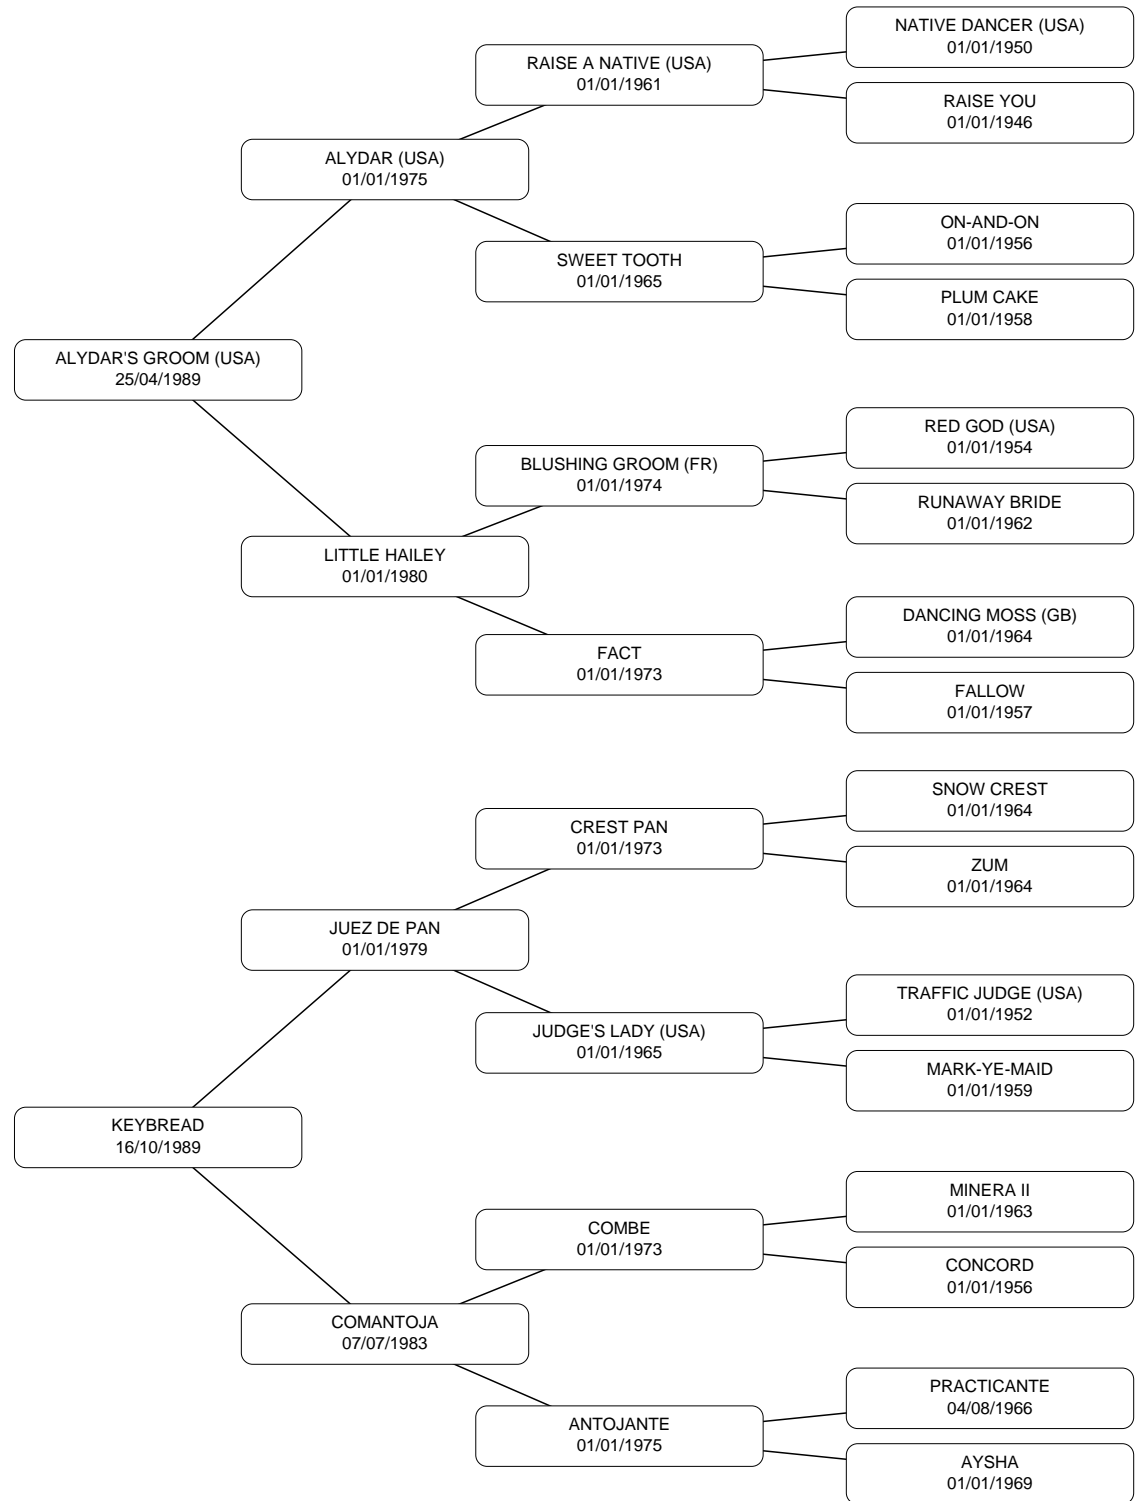 NATIVE DANCER (USA)
01/01/1950
RAISE A NATIVE (USA)
01/01/1961
RAISE YOU
01/01/1946
ALYDAR (USA)
01/01/1975
ON-AND-ON
01/01/1956
SWEET TOOTH
01/01/1965
PLUM CAKE
01/01/1958
ALYDAR'S GROOM (USA)
25/04/1989
RED GOD (USA)
01/01/1954
BLUSHING GROOM (FR)
01/01/1974
RUNAWAY BRIDE
01/01/1962
LITTLE HAILEY
01/01/1980
DANCING MOSS (GB)
01/01/1964
FACT
01/01/1973
FALLOW
01/01/1957
SNOW CREST
01/01/1964
CREST PAN
01/01/1973
ZUM
01/01/1964
JUEZ DE PAN
01/01/1979
TRAFFIC JUDGE (USA)
01/01/1952
JUDGE'S LADY (USA)
01/01/1965
MARK-YE-MAID
01/01/1959
KEYBREAD
16/10/1989
MINERA II
01/01/1963
COMBE
01/01/1973
CONCORD
01/01/1956
COMANTOJA
07/07/1983
PRACTICANTE
04/08/1966
ANTOJANTE
01/01/1975
AYSHA
01/01/1969